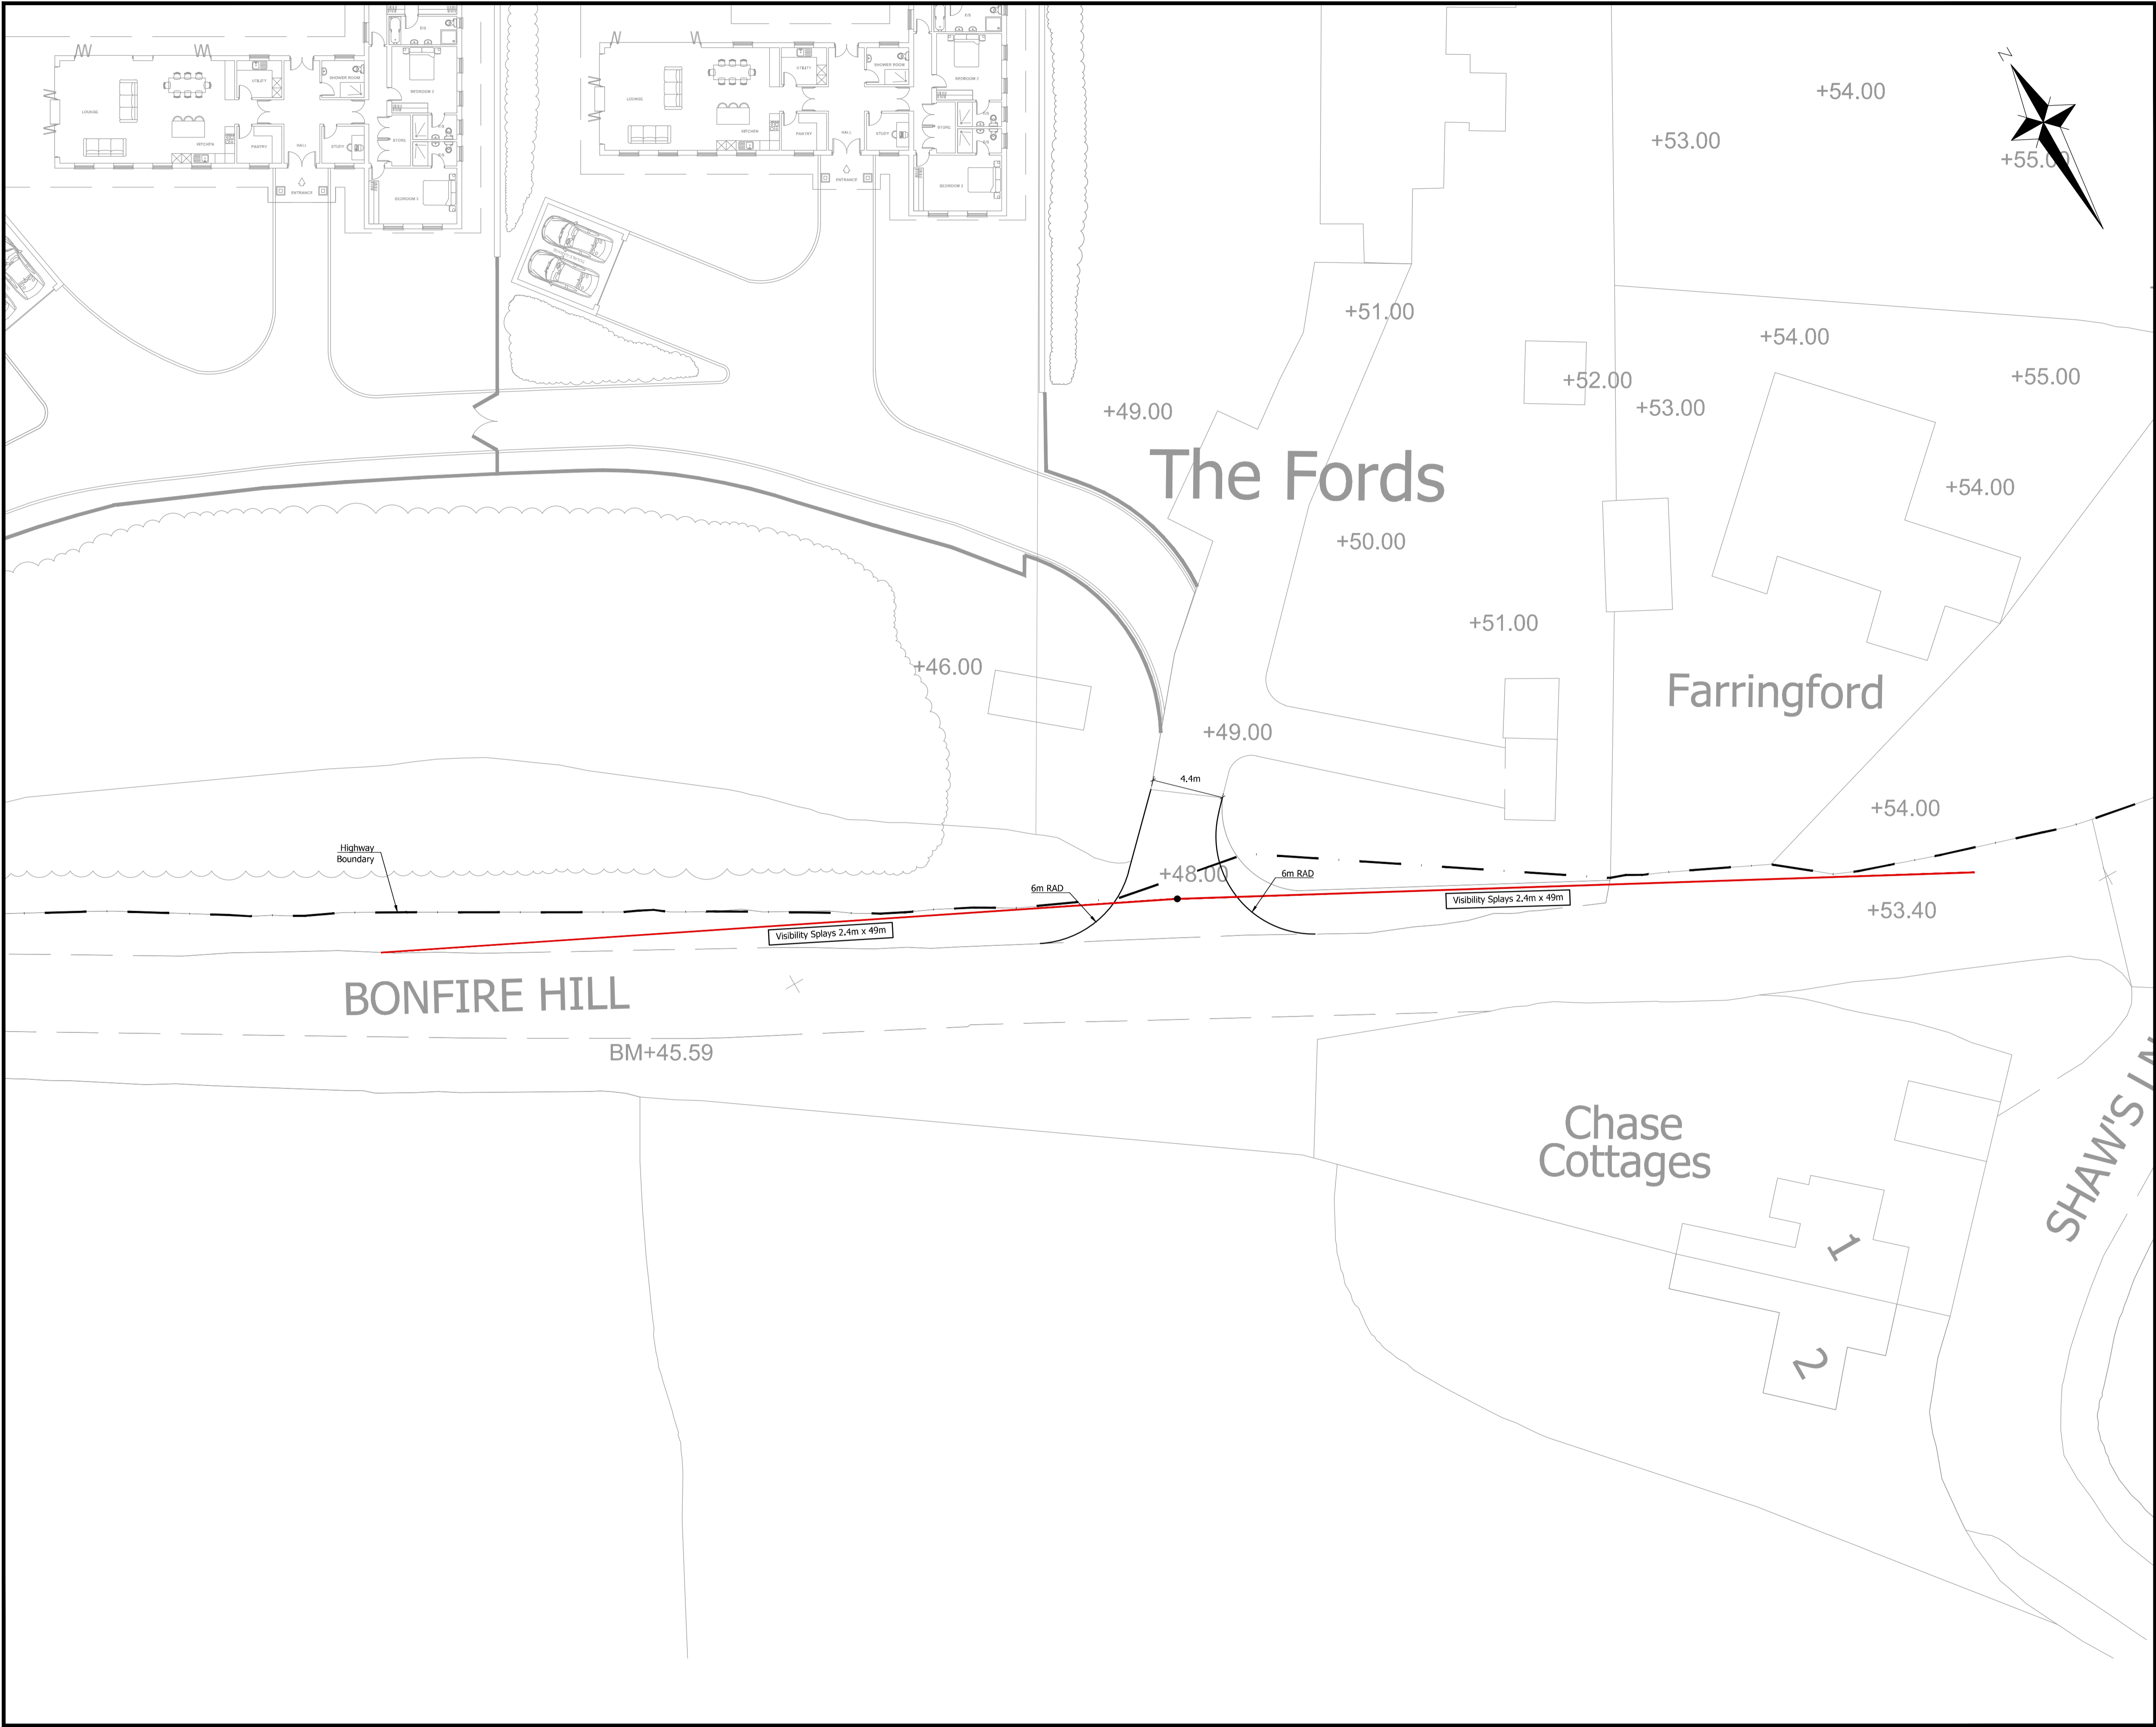 N
+54.00
+53.00
+55.00
E/S
UTILITY
SHOWER ROOM
LOUNGE
KITCHEN
PANTRY
HALL
STUDY
STORE
E/S
ENTRANCE
BEDROOM 3
E/S
UTILITY
SHOWER ROOM
BEDROOM 2
LOUNGE
KITCHEN
PANTRY
HALL
STUDY
STORE
E/S
E/S
ENTRANCE
BEDROOM 3
+51.00
+54.00
+52.00
+55.00
+49.00
+53.00
The Fords
+54.00
+50.00
+51.00
+46.00
Farringford
+49.00
4.4m
+54.00
Highway
Boundary
+48.00
6m RAD
6m RAD
Visibility Splays 2.4m x 49m
Visibility Splays 2.4m x 49m
+53.40
BONFIRE HILL
BM+45.59
Chase
Cottages
SHAW'S
1
2